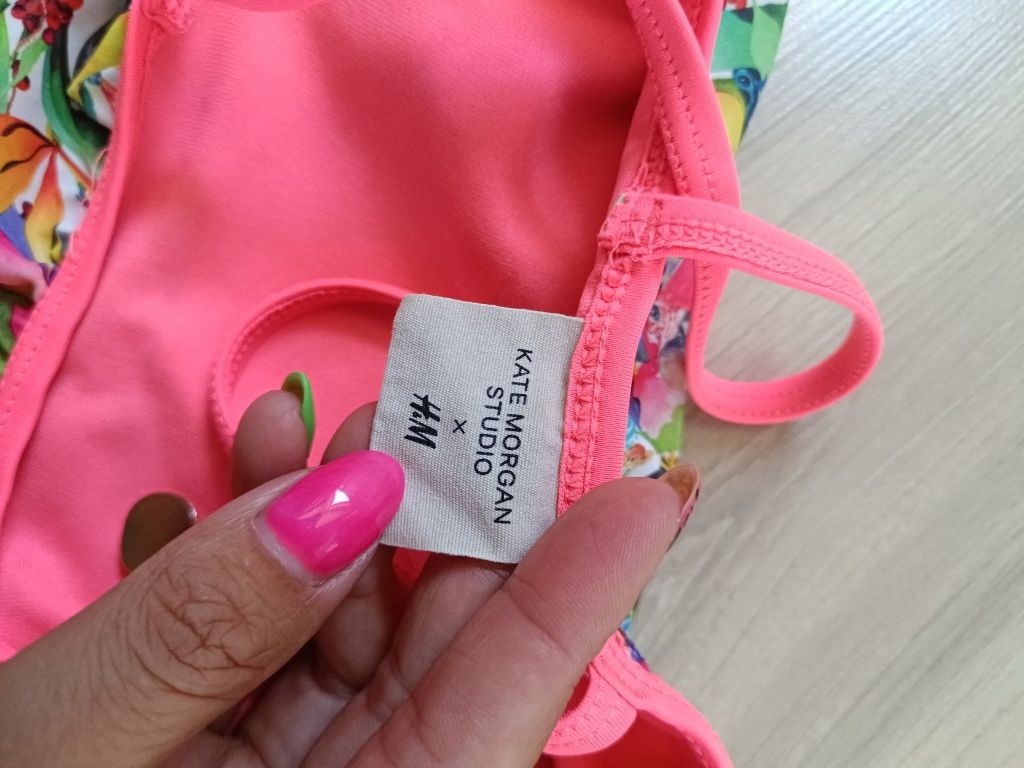 KATE MORGAN
STUDIO
×
H&M